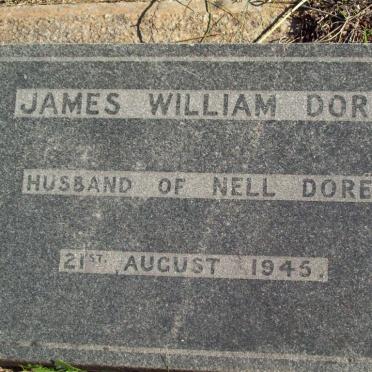 JAMES WILLIAM DOR
HUSBAND OF NELL DORE
21ST. AUGUST 1945.